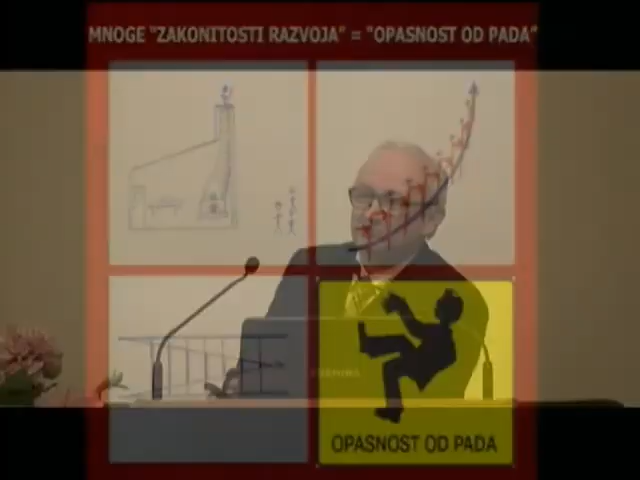 MNOGE "ZAKONITOSTI RAZVOJA" = "OPASNOST OD PADA"
OPASNOST OD PADA